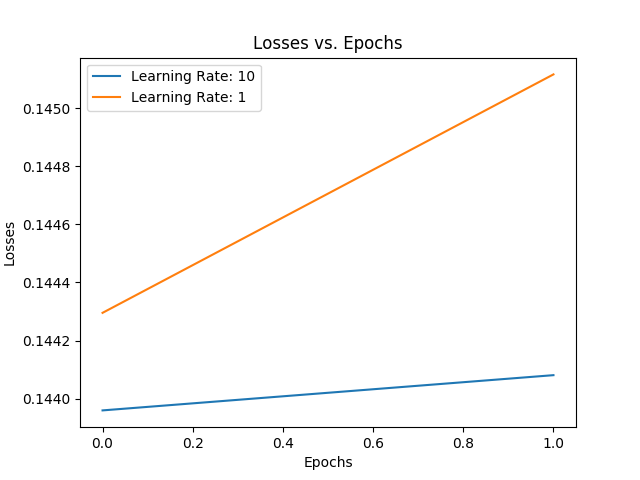 Losses vs. Epochs
Learning Rate: 10
Learning Rate: 1
0.1450
0.1448
0.1446
0.1444
0.1442
0.1440
Losses
0.0
0.2
0.4
0.6
0.8
1.0
Epochs